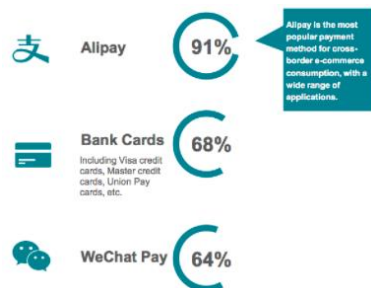 支
Alipay
91%
Alipay is the most
popular payment
method for cross-
border e-commerce
consumption, with a
wide range of
applications.
Bank Cards
Including Visa credit
cards, Master credit
cards, Union Pay
cards, etc.
68%
WeChat Pay
64%